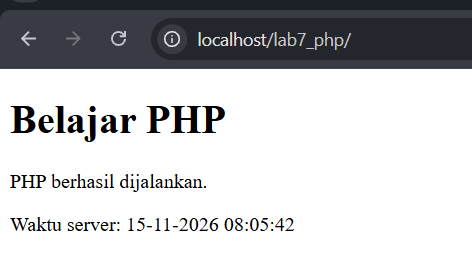 localhost/lab7_php/
Belajar PHP
PHP berhasil dijalankan.
Waktu server: 15-11-2026 08:05:42